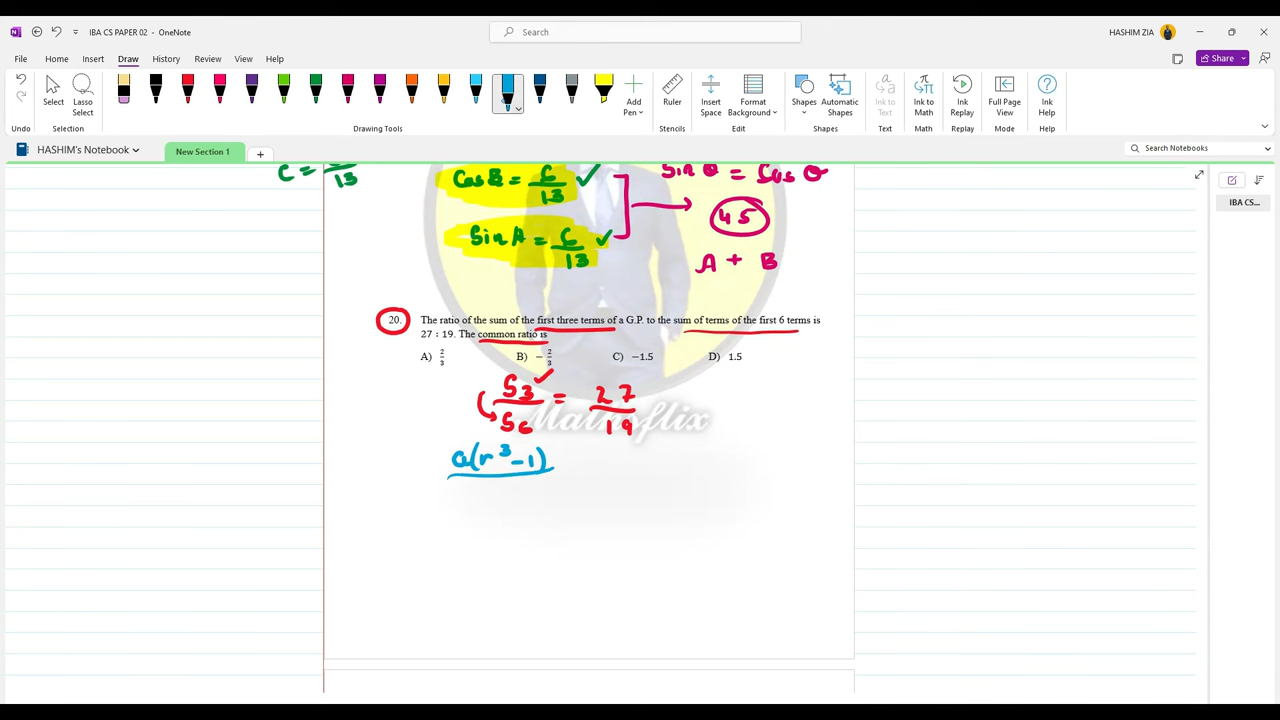 IBA CS PAPER 02 - OneNote
Search
HASHIM ZIA
File Home Insert Draw History Review View Help
Share
Select
Lasso Select
Add Pen
Ruler
Insert Space
Format Background
Shapes
Automatic Shapes
Ink to Text
Ink to Math
Ink Replay
Full Page View
Ink Help
Undo Selection Drawing Tools Stencils Edit Shapes Text Math Replay Mode Help
HASHIM's Notebook New Section 1 + Search Notebooks
IBA CS...
C = /13
Cos B = C/13 ✓
Sin θ = Cos θ
45
Sin A = C/13 ✓
A + B
20. The ratio of the sum of the first three terms of a G.P. to the sum of terms of the first 6 terms is
27 : 19. The common ratio is
A) 2/3 B) −2/3 C) −1.5 D) 1.5
S3/S6 = 27/19
Mathsflix
a(r³−1)